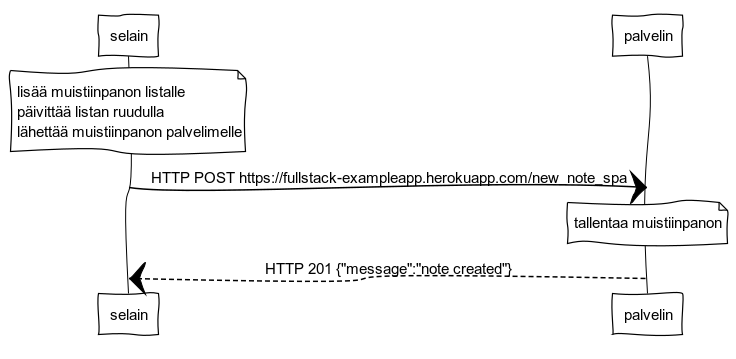 selain
palvelin
lisää muistiinpanon listalle
päivittää listan ruudulla
lähettää muistiinpanon palvelimelle
HTTP POST https://fullstack-exampleapp.herokuapp.com/new_note_spa
tallentaa muistiinpanon
HTTP 201 {"message":"note created"}
selain
palvelin